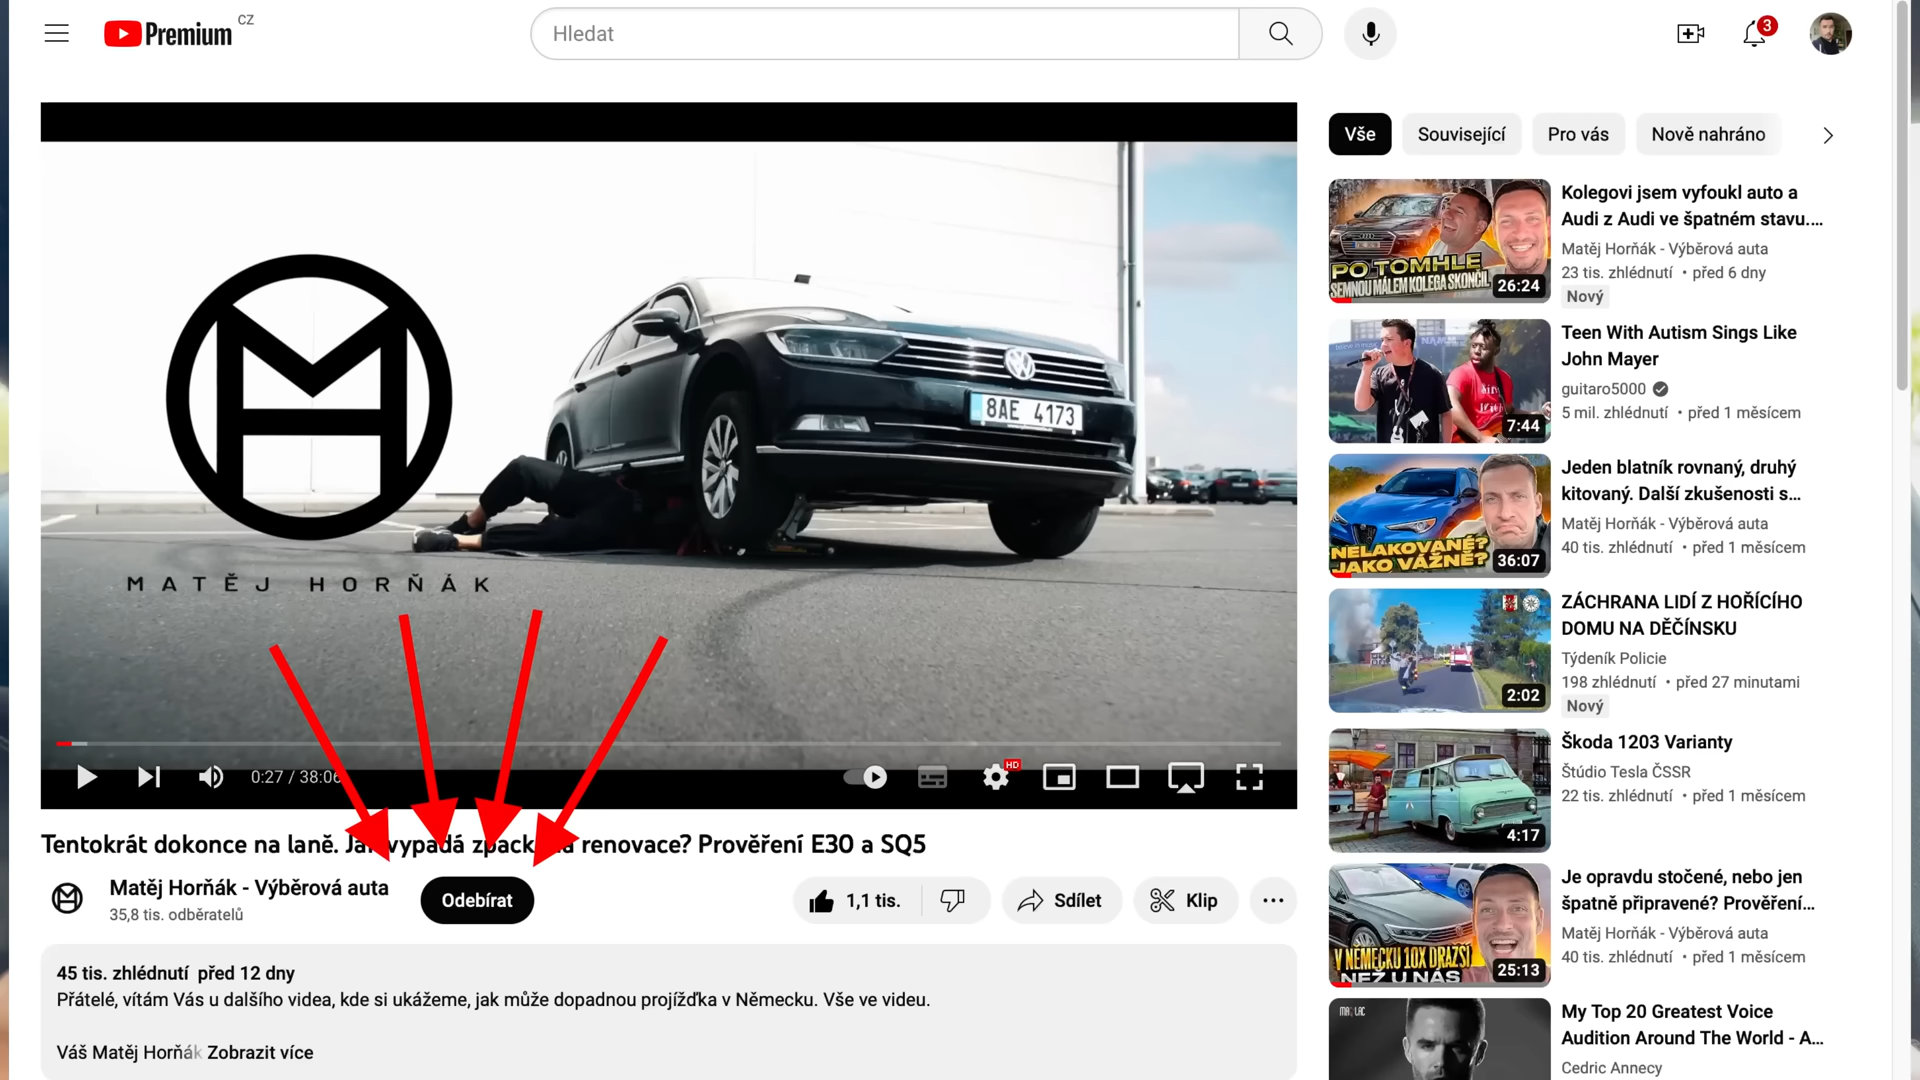 Premium CZ
Hledat
3
MATĚJ HORŇÁK
8AE 4173
0:27 / 38:06
HD
Tentokrát dokonce na laně. Jak vypadá zpack renovace? Prověření E30 a SQ5
Matěj Horňák - Výběrová auta
35,8 tis. odběratelů
Odebírat
1,1 tis.
Sdílet
Klip
45 tis. zhlédnutí před 12 dny
Přátelé, vítám Vás u dalšího videa, kde si ukážeme, jak může dopadnou projížďka v Německu. Vše ve videu.
Váš Matěj Horňák Zobrazit více
Vše
Související
Pro vás
Nově nahráno
PO TOMHLE
SEMNOU MÁLEM KOLEGA SKONČIL
26:24
Kolegovi jsem vyfoukl auto a
Audi z Audi ve špatném stavu....
Matěj Horňák - Výběrová auta
23 tis. zhlédnutí • před 6 dny
Nový
7:44
Teen With Autism Sings Like
John Mayer
guitaro5000
5 mil. zhlédnutí • před 1 měsícem
NELAKOVANÉ?
JAKO VÁŽNĚ?
36:07
Jeden blatník rovnaný, druhý
kitovaný. Další zkušenosti s...
Matěj Horňák - Výběrová auta
40 tis. zhlédnutí • před 1 měsícem
2:02
ZÁCHRANA LIDÍ Z HOŘÍCÍHO
DOMU NA DĚČÍNSKU
Týdeník Policie
198 zhlédnutí • před 27 minutami
Nový
4:17
Škoda 1203 Varianty
Štúdio Tesla ČSSR
22 tis. zhlédnutí • před 1 měsícem
V NĚMECKU 10X DRAŽŠÍ
NEŽ U NÁS
25:13
Je opravdu stočené, nebo jen
špatně připravené? Prověření...
Matěj Horňák - Výběrová auta
40 tis. zhlédnutí • před 1 měsícem
My Top 20 Greatest Voice
Audition Around The World - A...
Cedric Annecy